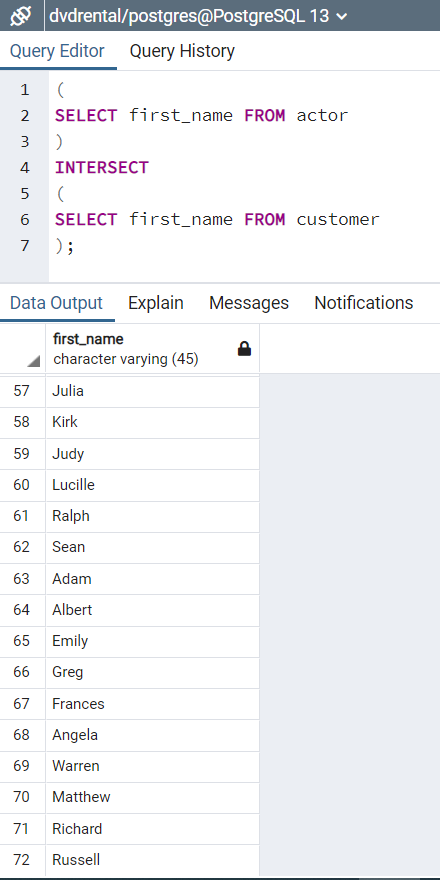 dvdrental/postgres@PostgreSQL 13
Query Editor Query History
1 (
2 SELECT first_name FROM actor
3 )
4 INTERSECT
5 (
6 SELECT first_name FROM customer
7 );
Data Output Explain Messages Notifications
first_name
character varying (45)
57 Julia
58 Kirk
59 Judy
60 Lucille
61 Ralph
62 Sean
63 Adam
64 Albert
65 Emily
66 Greg
67 Frances
68 Angela
69 Warren
70 Matthew
71 Richard
72 Russell